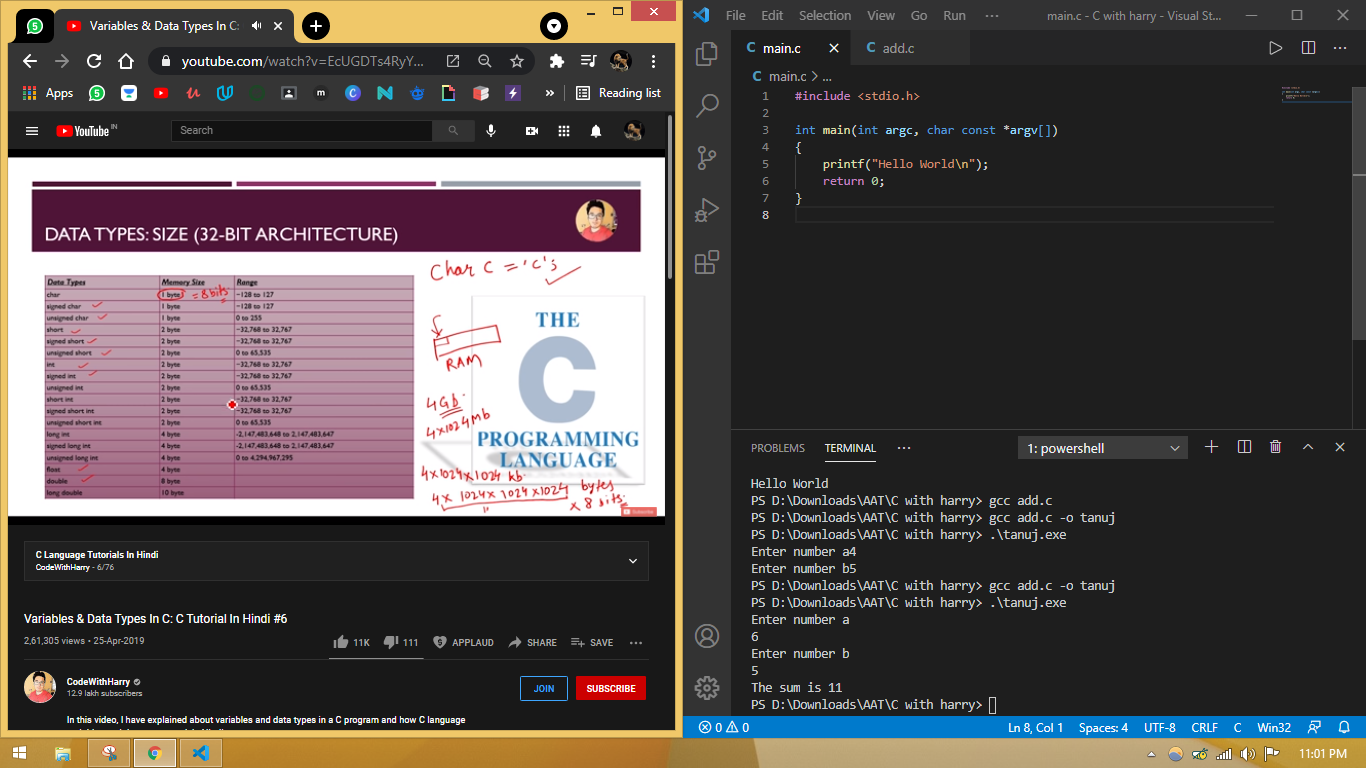 Variables & Data Types In C:
youtube.com/watch?v=EcUGDTs4RyY...
Apps
Reading list
YouTube IN
Search
DATA TYPES: SIZE (32-BIT ARCHITECTURE)
Data Types Memory Size Range
char 1 byte = 8 bits −128 to 127
signed char 1 byte −128 to 127
unsigned char 1 byte 0 to 255
short 2 byte −32,768 to 32,767
signed short 2 byte −32,768 to 32,767
unsigned short 2 byte 0 to 65,535
int 2 byte −32,768 to 32,767
signed int 2 byte −32,768 to 32,767
unsigned int 2 byte 0 to 65,535
short int 2 byte −32,768 to 32,767
signed short int 2 byte −32,768 to 32,767
unsigned short int 2 byte 0 to 65,535
long int 4 byte -2,147,483,648 to 2,147,483,647
signed long int 4 byte -2,147,483,648 to 2,147,483,647
unsigned long int 4 byte 0 to 4,294,967,295
float 4 byte
double 8 byte
long double 10 byte
Char C = 'C';
RAM
4Gb
4x1024Mb
4x1024x1024 kb
4x 1024x 1024x1024 bytes
x 8 bits
THE
C
PROGRAMMING
LANGUAGE
Subscribe
C Language Tutorials In Hindi
CodeWithHarry - 6/76
Variables & Data Types In C: C Tutorial In Hindi #6
2,61,305 views • 25-Apr-2019
11K 111 APPLAUD SHARE SAVE
CodeWithHarry
12.9 lakh subscribers
JOIN SUBSCRIBE
In this video, I have explained about variables and data types in a C program and how C language
File Edit Selection View Go Run ··· main.c - C with harry - Visual St...
C main.c C add.c
C main.c > ...
1 #include <stdio.h>
2
3 int main(int argc, char const *argv[])
4 {
5 printf("Hello World\n");
6 return 0;
7 }
8
PROBLEMS TERMINAL ··· 1: powershell
Hello World
PS D:\Downloads\AAT\C with harry> gcc add.c
PS D:\Downloads\AAT\C with harry> gcc add.c -o tanuj
PS D:\Downloads\AAT\C with harry> .\tanuj.exe
Enter number a4
Enter number b5
PS D:\Downloads\AAT\C with harry> gcc add.c -o tanuj
PS D:\Downloads\AAT\C with harry> .\tanuj.exe
Enter number a
6
Enter number b
5
The sum is 11
PS D:\Downloads\AAT\C with harry>
0 0 Ln 8, Col 1 Spaces: 4 UTF-8 CRLF C Win32
11:01 PM